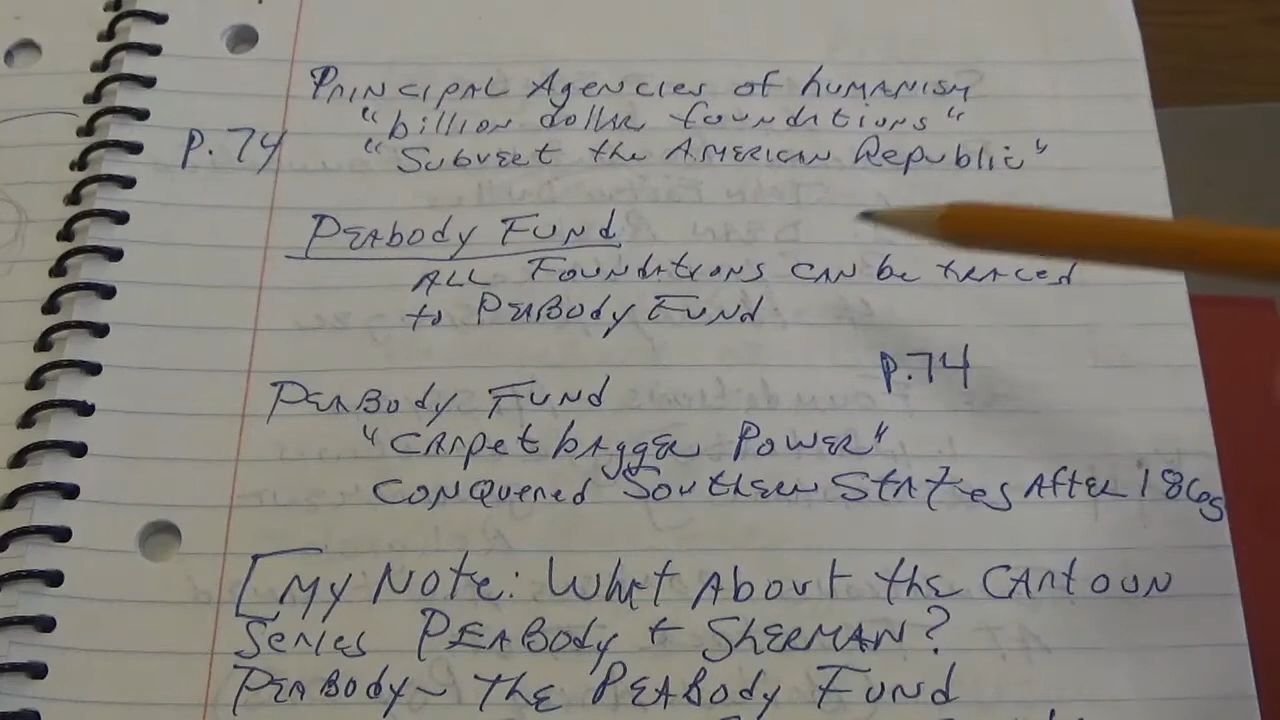 Principal Agencies of humanism
"billion dollar foundations"
p.74 "Subvert the American Republic"
Peabody Fund
All Foundations can be traced
to Peabody Fund
p.74
Peabody Fund
"Carpetbagger Power"
Conquered Southern States After 1865
[My Note: What About the Cartoon
Series Peabody + Sherman?
Peabody - the Peabody Fund